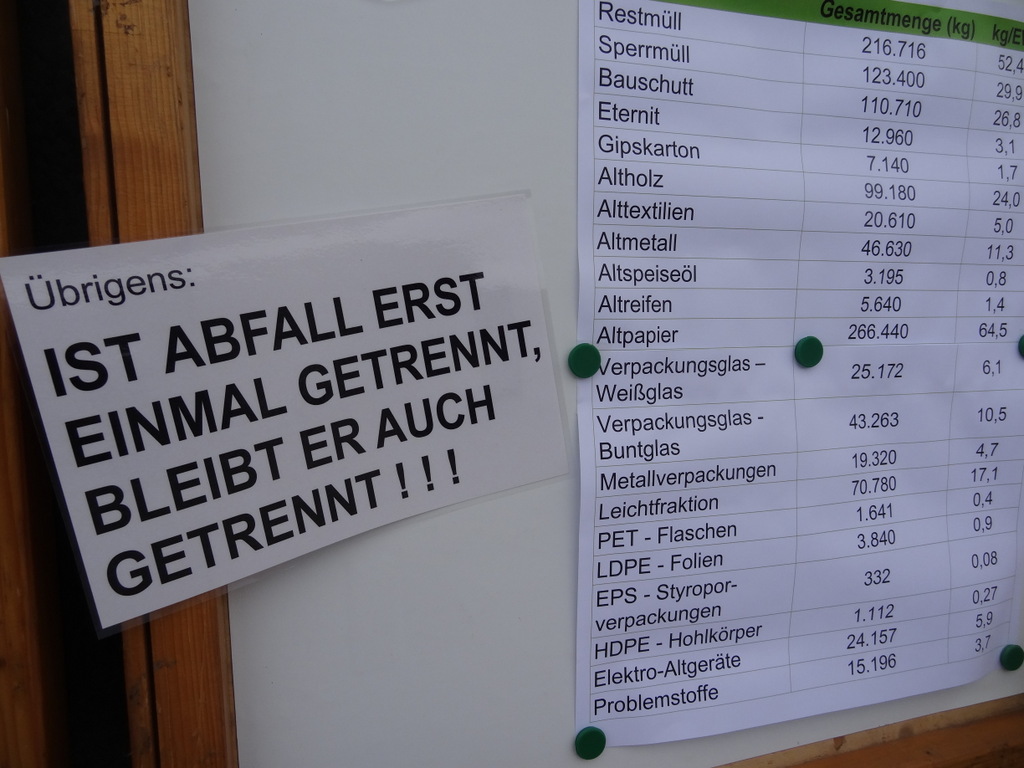 Übrigens:
IST ABFALL ERST
EINMAL GETRENNT,
BLEIBT ER AUCH
GETRENNT ! ! !
Gesamtmenge (kg)
Restmüll 216.716 52,4
Sperrmüll 123.400 29,9
Bauschutt 110.710 26,8
Eternit 12.960 3,1
Gipskarton 7.140 1,7
Altholz 99.180 24,0
Alttextilien 20.610 5,0
Altmetall 46.630 11,3
Altspeiseöl 3.195 0,8
Altreifen 5.640 1,4
Altpapier 266.440 64,5
Verpackungsglas – 25.172 6,1
Weißglas
Verpackungsglas - 43.263 10,5
Buntglas
Metallverpackungen 19.320 4,7
Leichtfraktion 70.780 17,1
PET - Flaschen 1.641 0,4
LDPE - Folien 3.840 0,9
EPS - Styropor- 332 0,08
verpackungen
HDPE - Hohlkörper 1.112 0,27
Elektro-Altgeräte 24.157 5,9
Problemstoffe 15.196 3,7